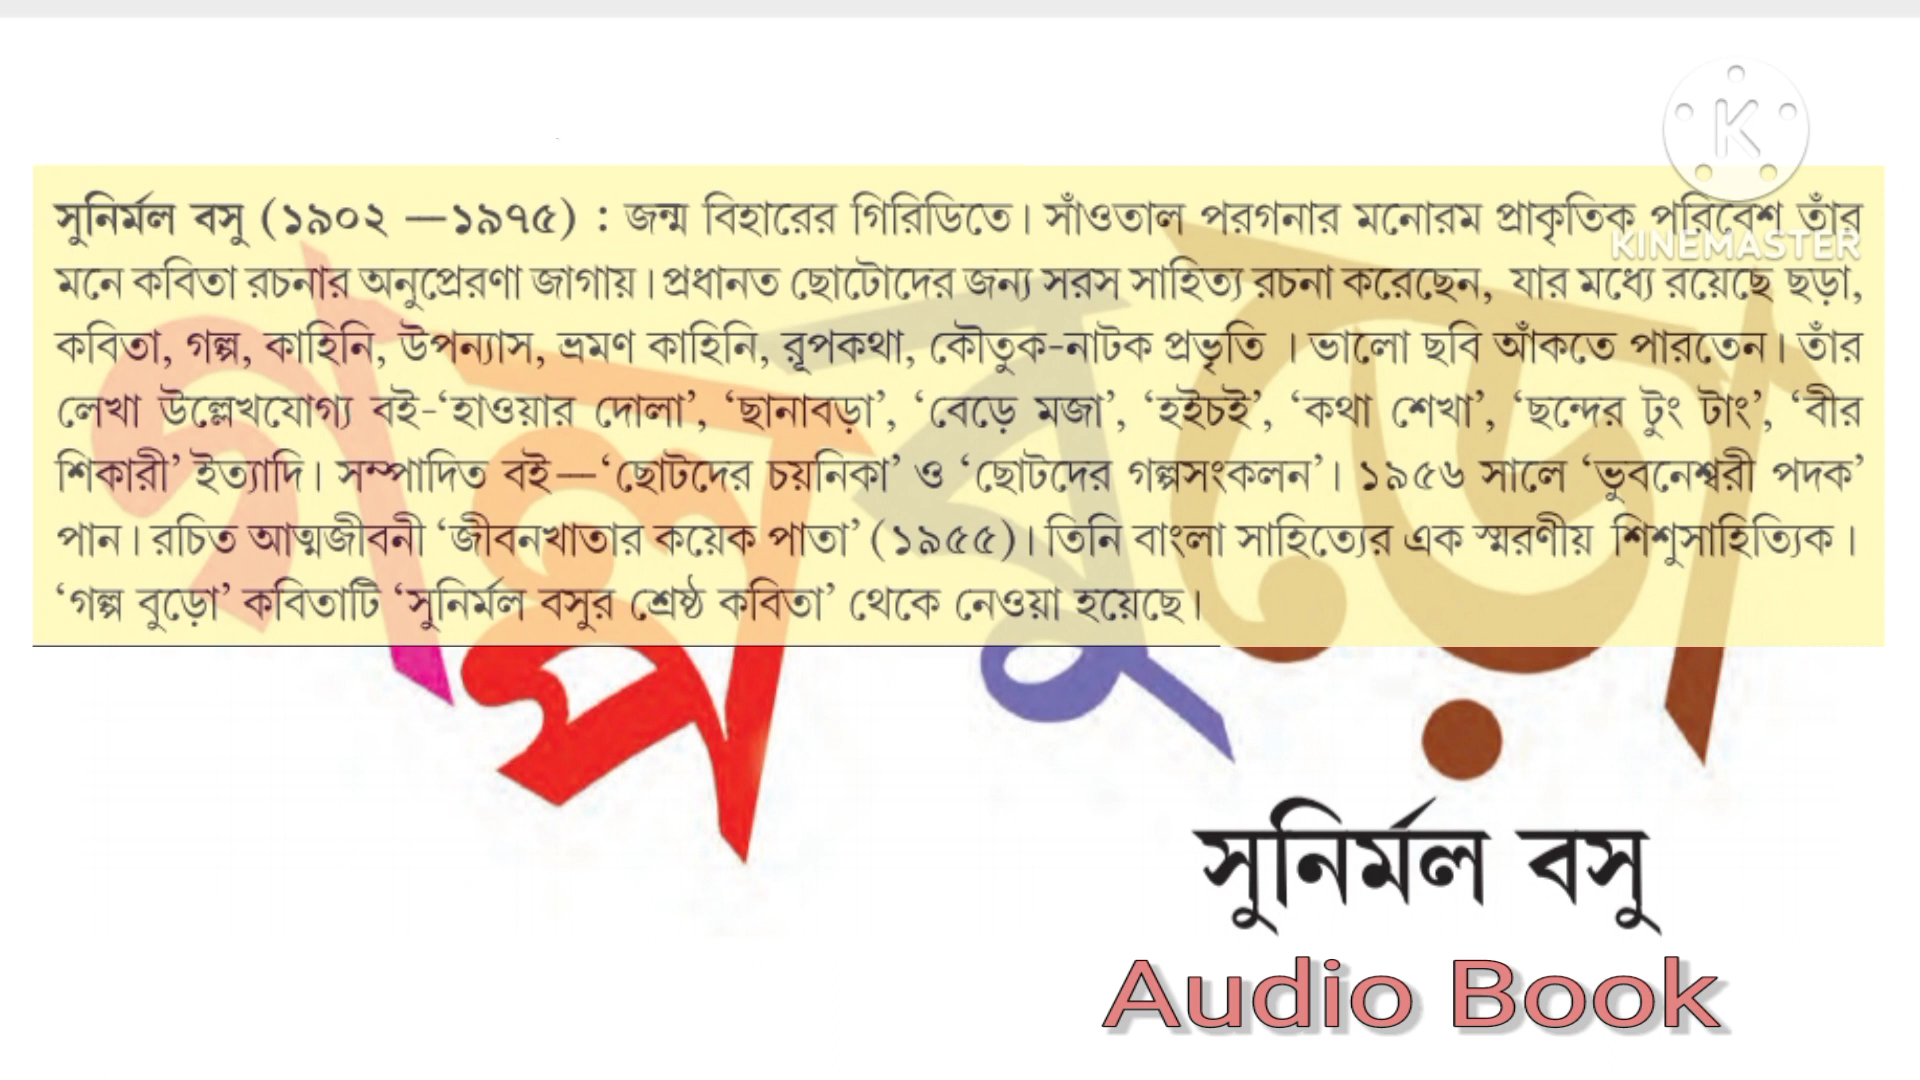 K
KINEMASTER
সুনির্মল বসু (১৯০২ —১৯৭৫) : জন্ম বিহারের গিরিডিতে। সাঁওতাল পরগনার মনোরম প্রাকৃতিক পরিবেশ তাঁর
মনে কবিতা রচনার অনুপ্রেরণা জাগায়। প্রধানত ছোটোদের জন্য সরস সাহিত্য রচনা করেছেন, যার মধ্যে রয়েছে ছড়া,
কবিতা, গল্প, কাহিনি, উপন্যাস, ভ্রমণ কাহিনি, রূপকথা, কৌতুক-নাটক প্রভৃতি । ভালো ছবি আঁকতে পারতেন। তাঁর
লেখা উল্লেখযোগ্য বই-‘হাওয়ার দোলা’, ‘ছানাবড়া’, ‘বেড়ে মজা’, ‘হইচই’, ‘কথা শেখা’, ‘ছন্দের টুং টাং’, ‘বীর
শিকারী’ ইত্যাদি। সম্পাদিত বই—‘ছোটদের চয়নিকা’ ও ‘ছোটদের গল্পসংকলন’। ১৯৫৬ সালে ‘ভুবনেশ্বরী পদক’
পান। রচিত আত্মজীবনী ‘জীবনখাতার কয়েক পাতা’ (১৯৫৫)। তিনি বাংলা সাহিত্যের এক স্মরণীয় শিশুসাহিত্যিক।
‘গল্প বুড়ো’ কবিতাটি ‘সুনির্মল বসুর শ্রেষ্ঠ কবিতা’ থেকে নেওয়া হয়েছে।
গল্প বুড়ো
সুনির্মল বসু
Audio Book